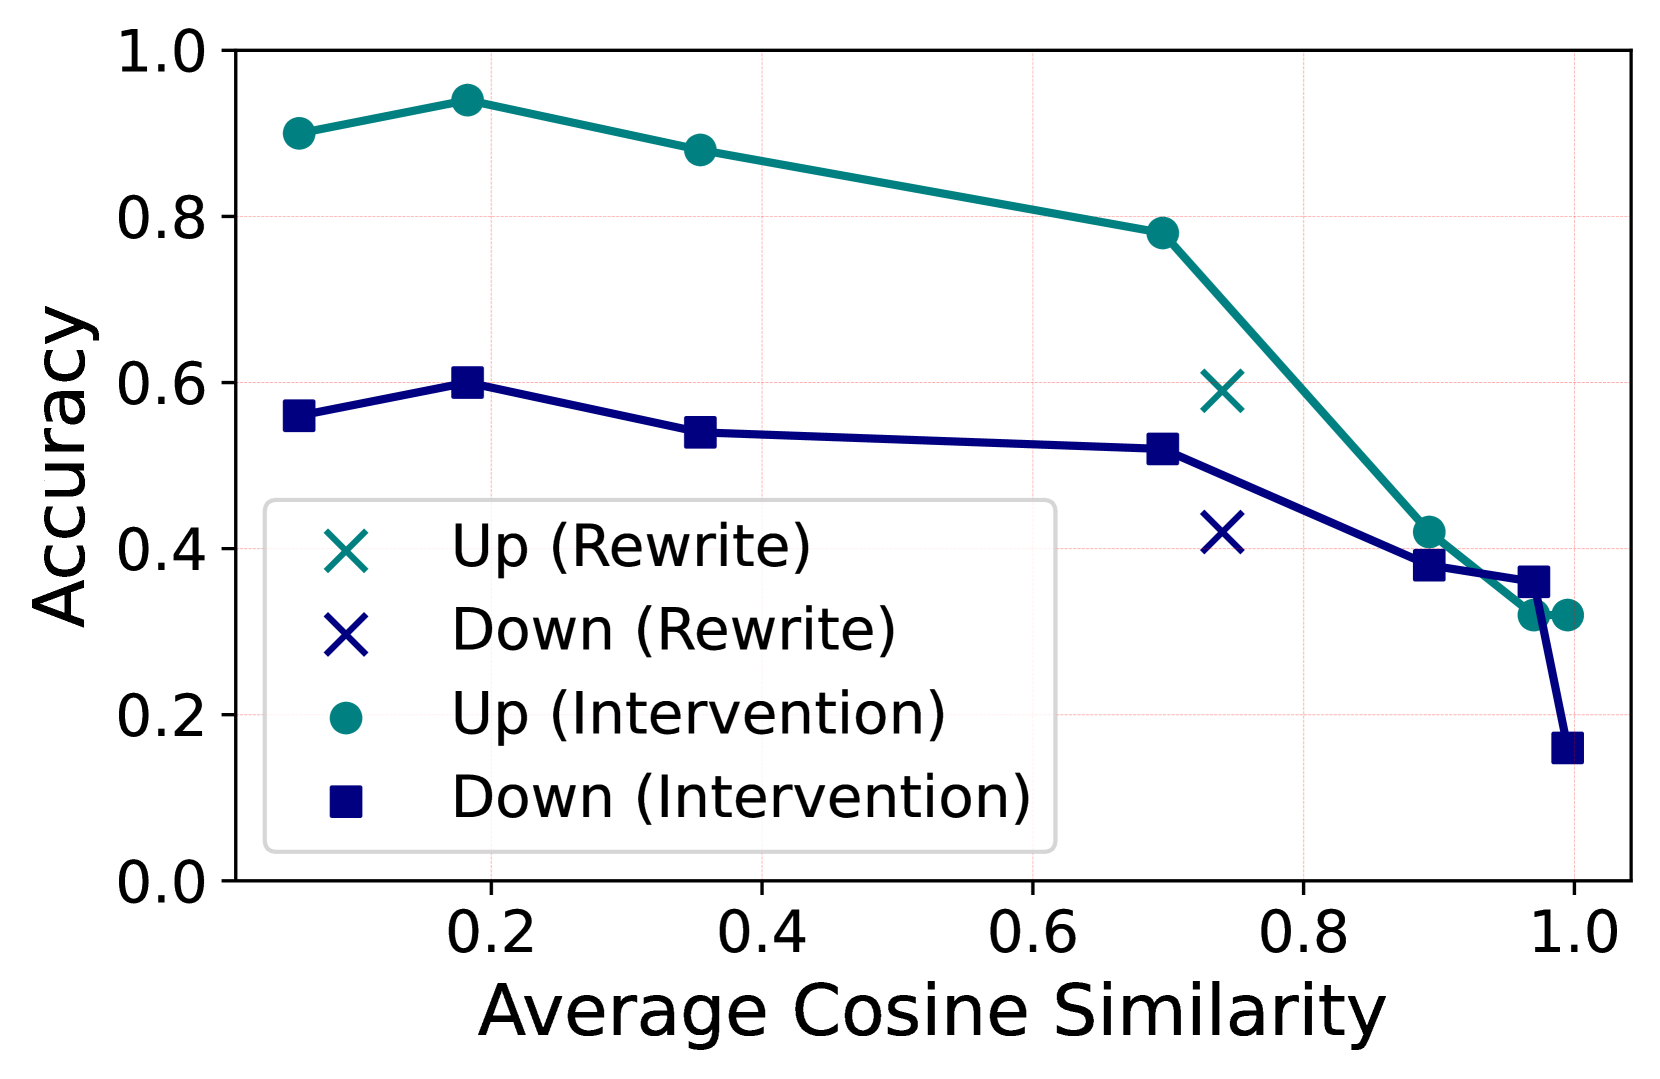 1.0
0.8
0.6
0.4
0.2
0.0
Accuracy
Up (Rewrite)
Down (Rewrite)
Up (Intervention)
Down (Intervention)
0.2 0.4 0.6 0.8 1.0
Average Cosine Similarity